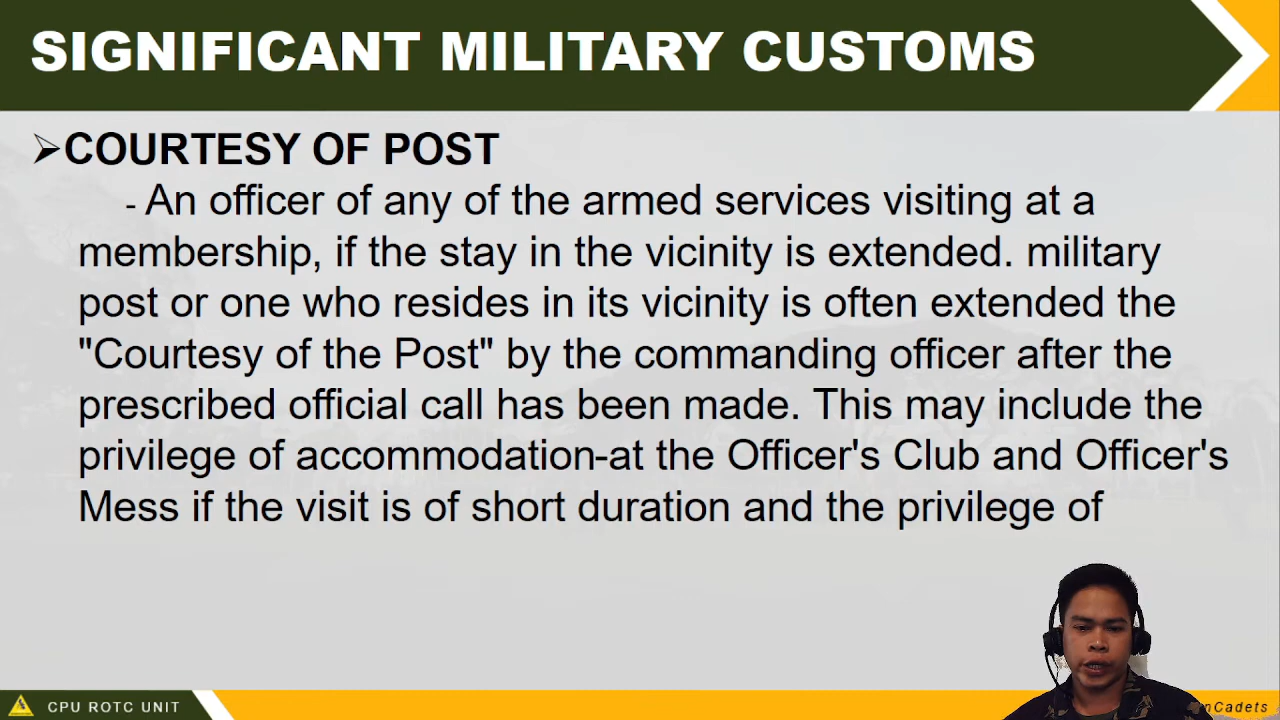 SIGNIFICANT MILITARY CUSTOMS
➢COURTESY OF POST
- An officer of any of the armed services visiting at a
membership, if the stay in the vicinity is extended. military
post or one who resides in its vicinity is often extended the
"Courtesy of the Post" by the commanding officer after the
prescribed official call has been made. This may include the
privilege of accommodation-at the Officer's Club and Officer's
Mess if the visit is of short duration and the privilege of
CPU ROTC UNIT